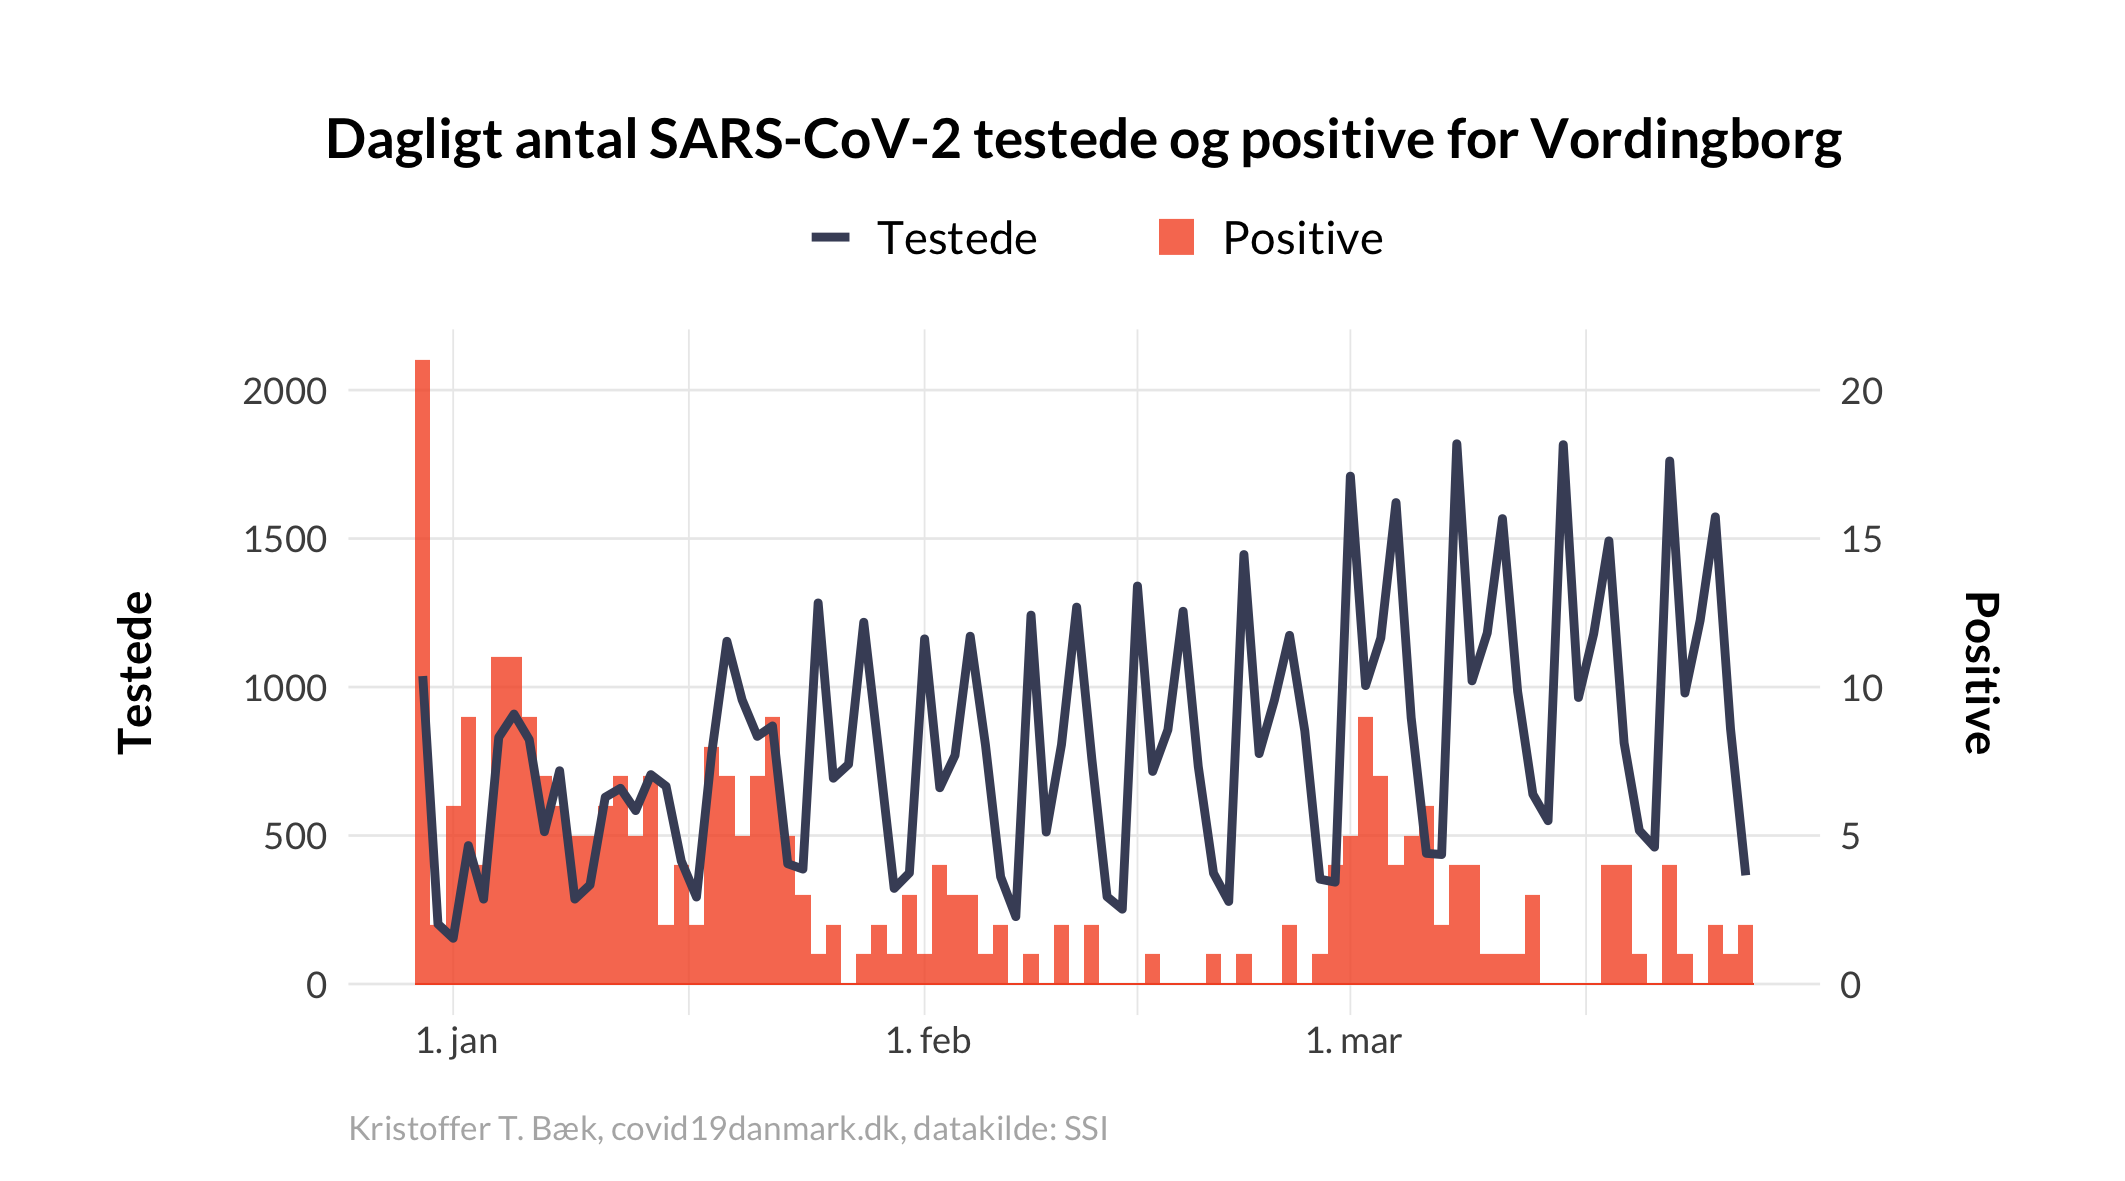 Dagligt antal SARS-CoV-2 testede og positive for Vordingborg
Testede
Positive
2000
1500
1000
500
0
Testede
20
15
10
5
0
Positive
1. jan
1. feb
1. mar
Kristoffer T. Bæk, covid19danmark.dk, datakilde: SSI